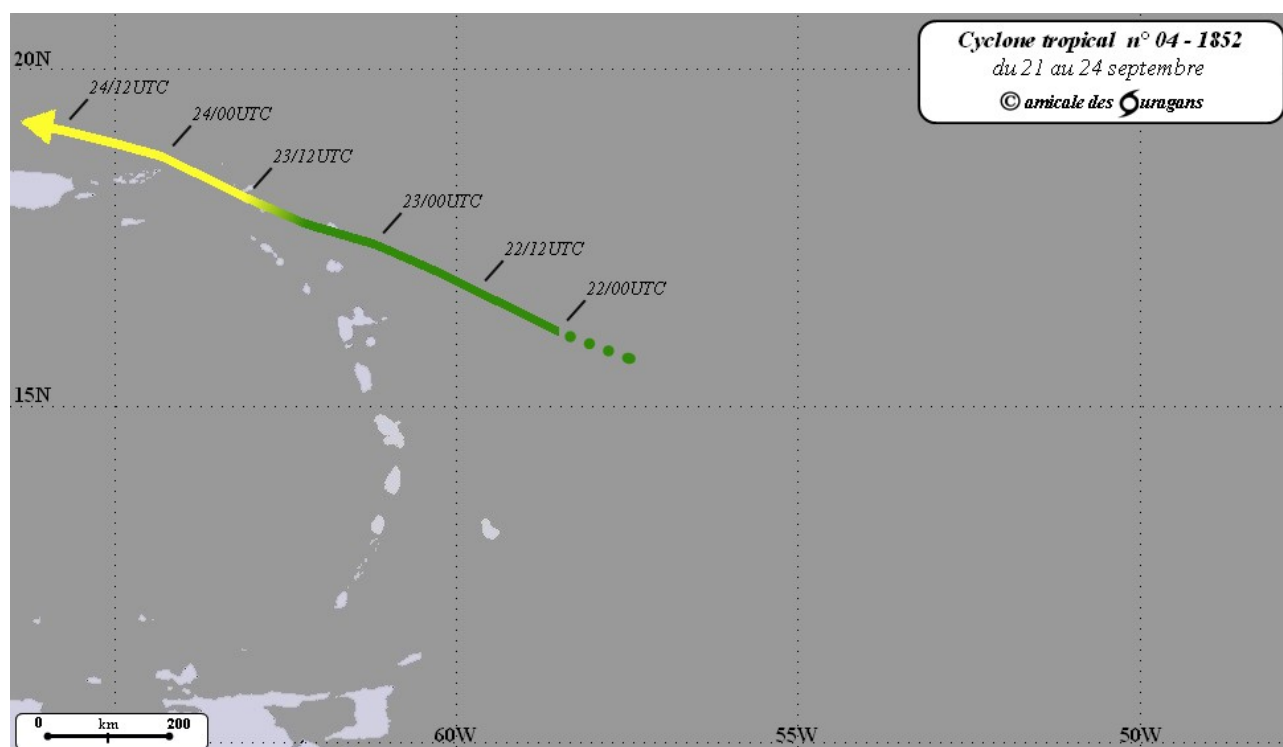 Cyclone tropical n° 04 - 1852
du 21 au 24 septembre
© amicale des Ouragans
20N
24/12UTC
24/00UTC
23/12UTC
23/00UTC
22/12UTC
22/00UTC
15N
0 km 200
60W
55W
50W